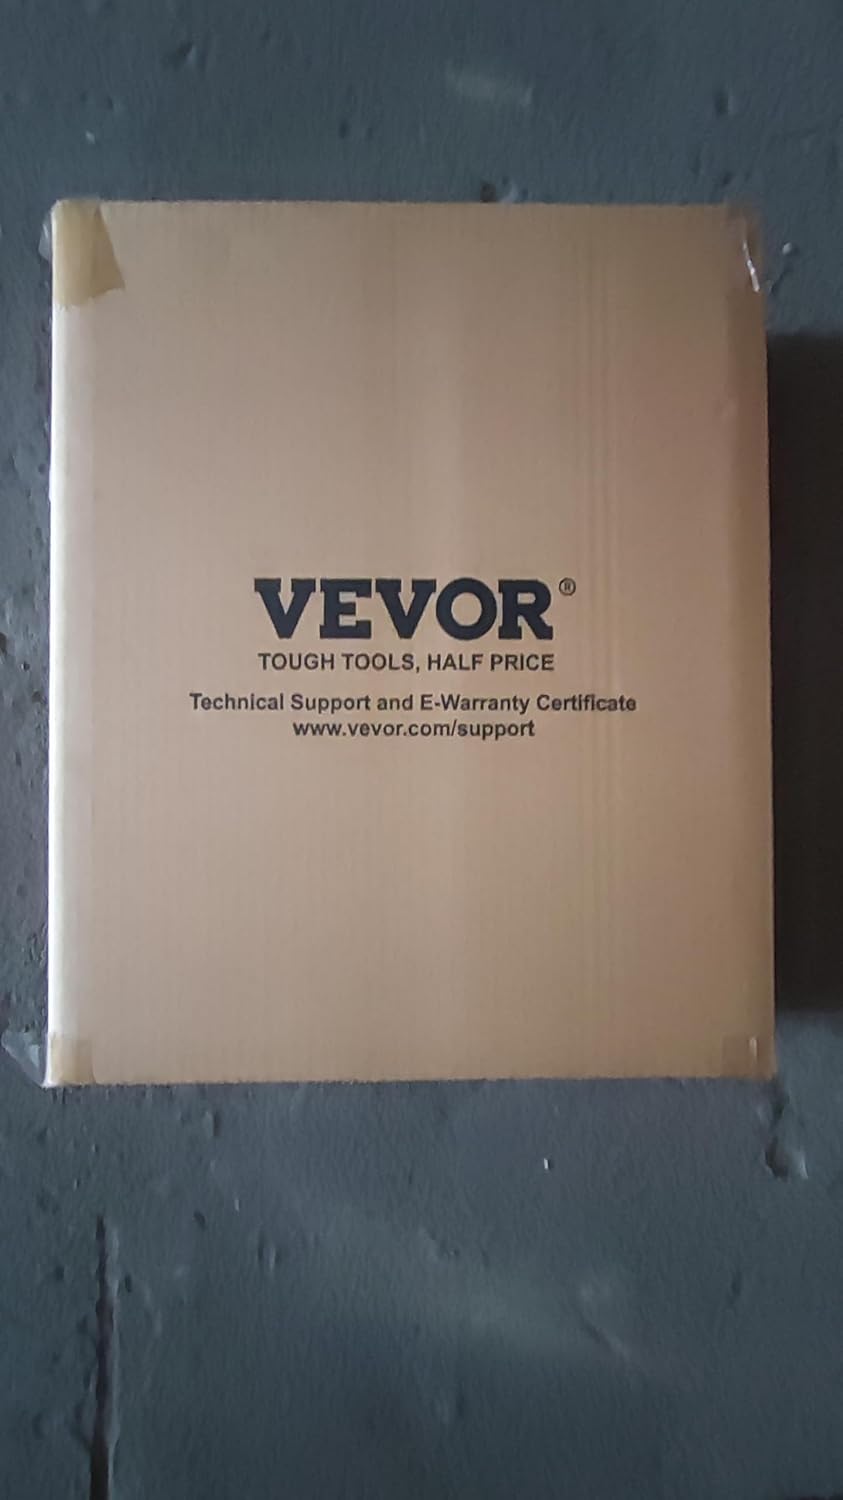 VEVOR®
TOUGH TOOLS, HALF PRICE
Technical Support and E-Warranty Certificate
www.vevor.com/support